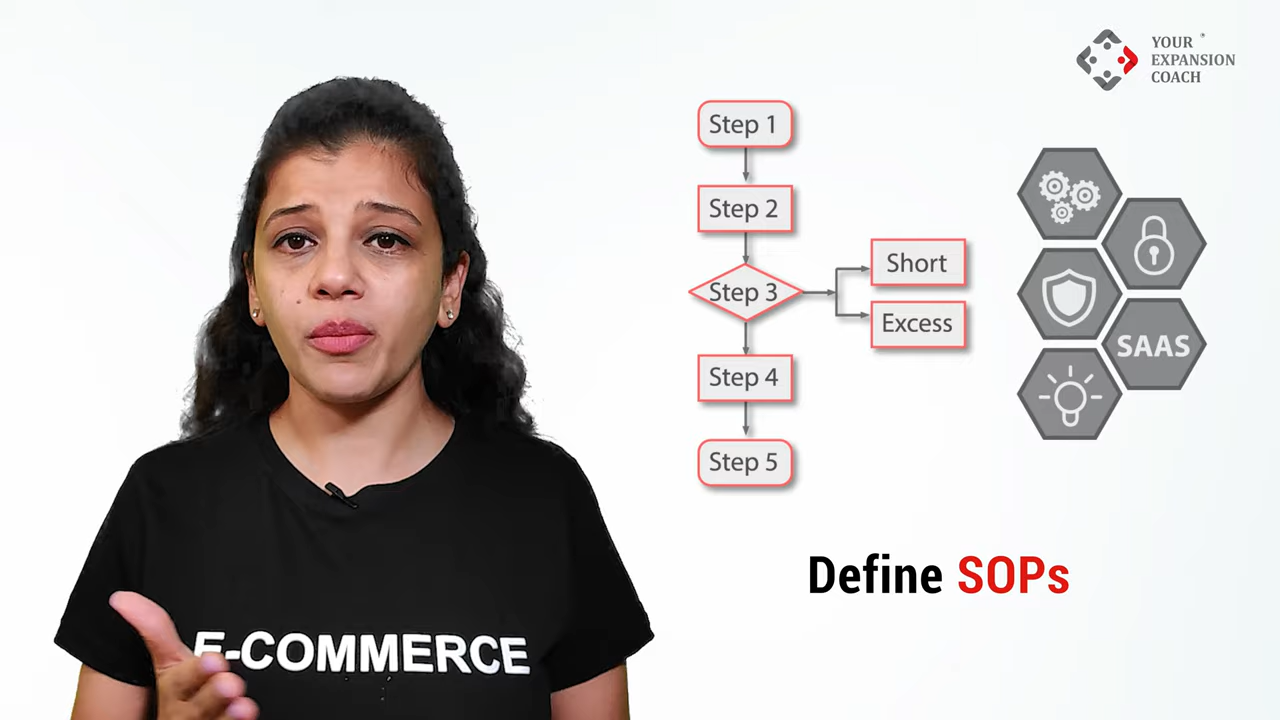 YOUR
EXPANSION
COACH
Step 1
Step 2
Step 3
Short
Excess
Step 4
Step 5
SAAS
Define SOPs
E-COMMERCE